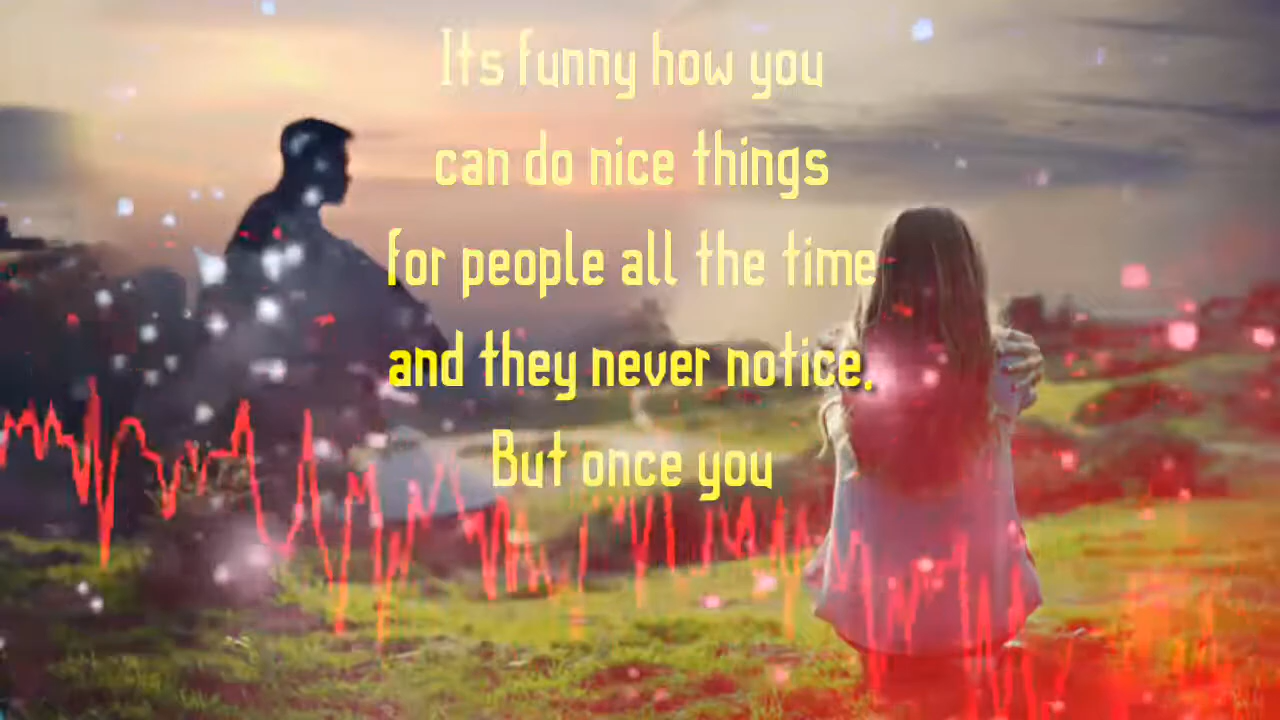 Its funny how you
can do nice things
for people all the time
and they never notice.
But once you